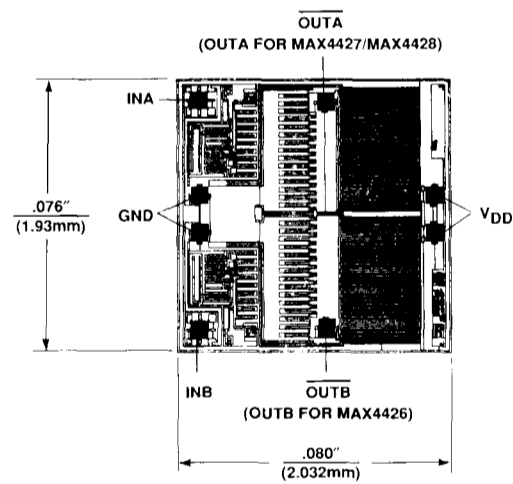 OUTA
(OUTA FOR MAX4427/MAX4428)
INA
.076"
(1.93mm)
GND
VDD
INB
OUTB
(OUTB FOR MAX4426)
.080"
(2.032mm)